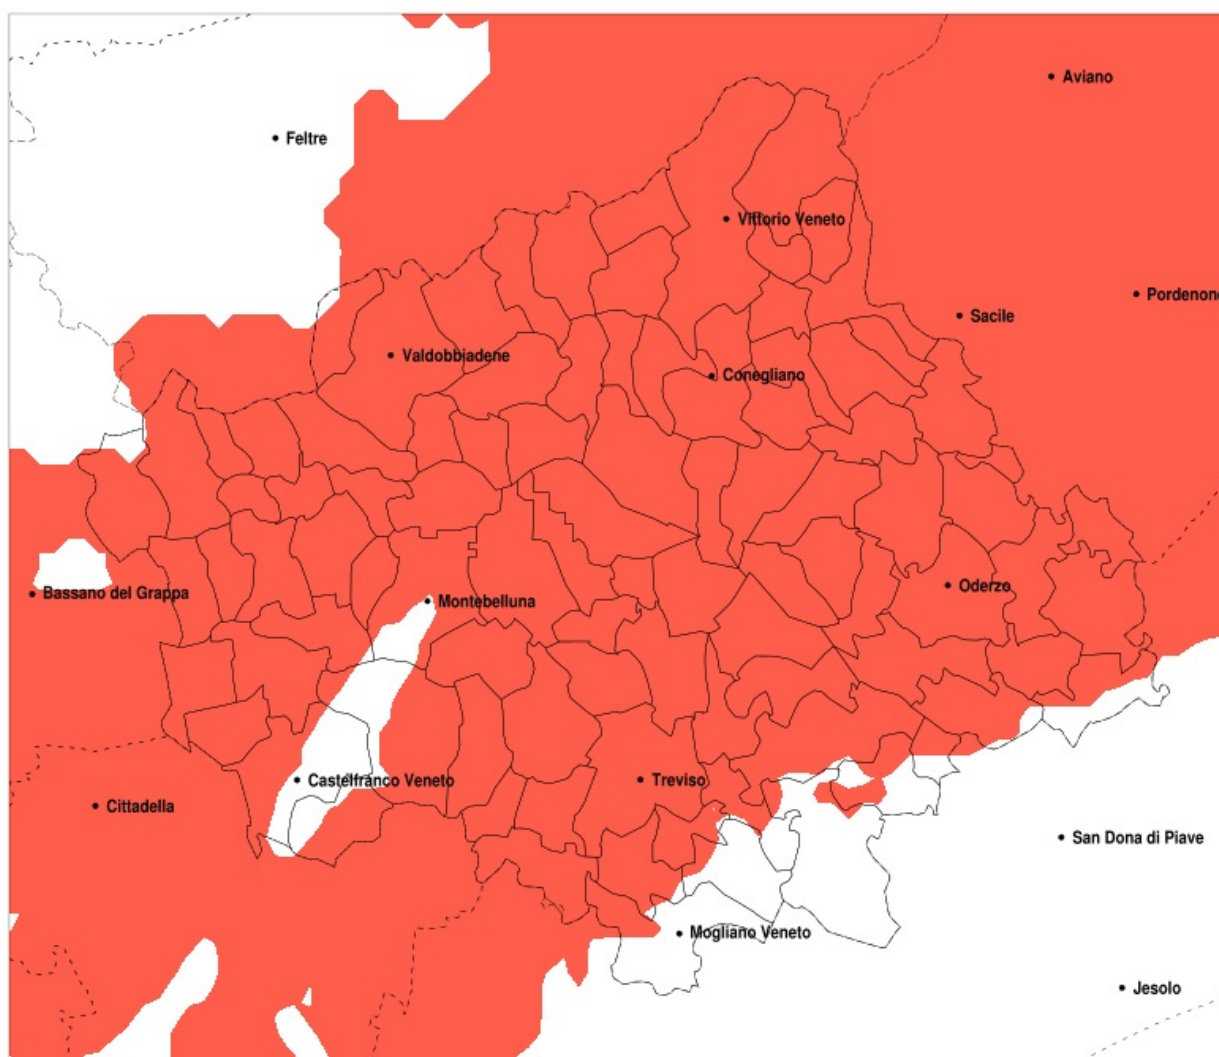 Aviano
Feltre
Vittorio Veneto
Pordenone
Sacile
Valdobbiadene
Conegliano
Oderzo
Bassano del Grappa
Montebelluna
Castelfranco Veneto
Treviso
Cittadella
San Dona di Piave
Mogliano Veneto
Jesolo